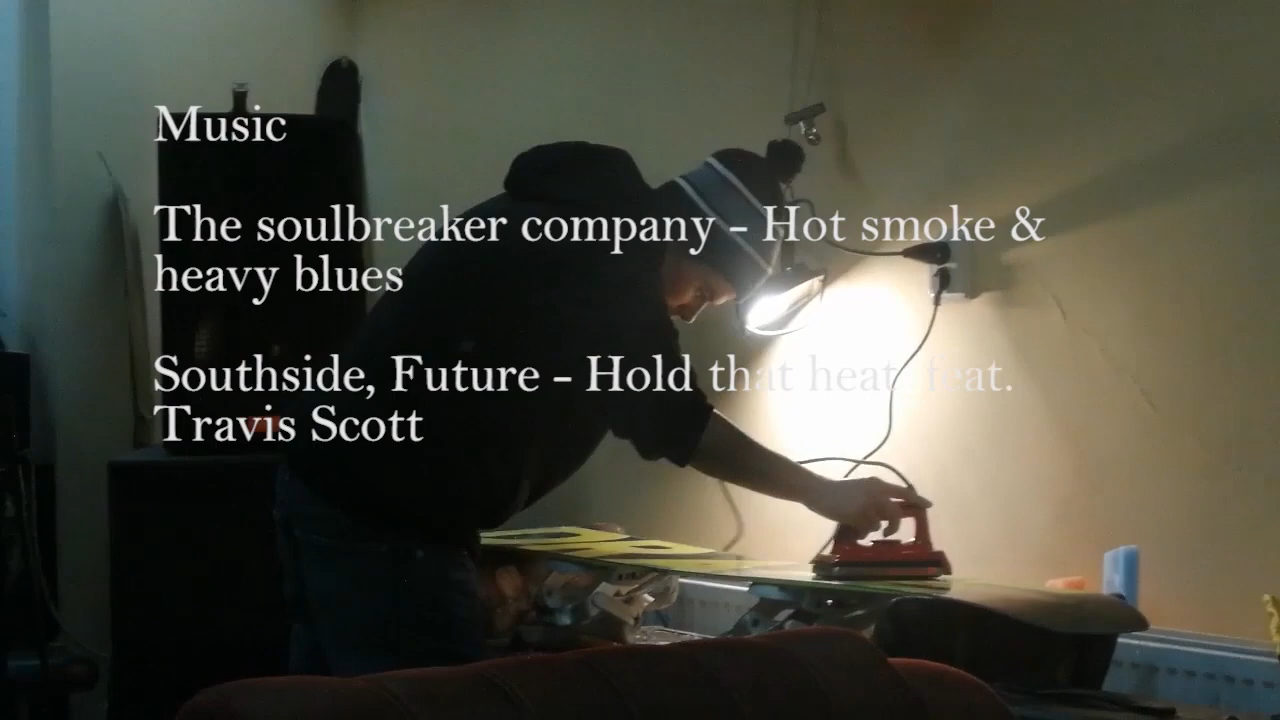 Music
The soulbreaker company - Hot smoke &
heavy blues
Southside, Future - Hold that heat. feat.
Travis Scott